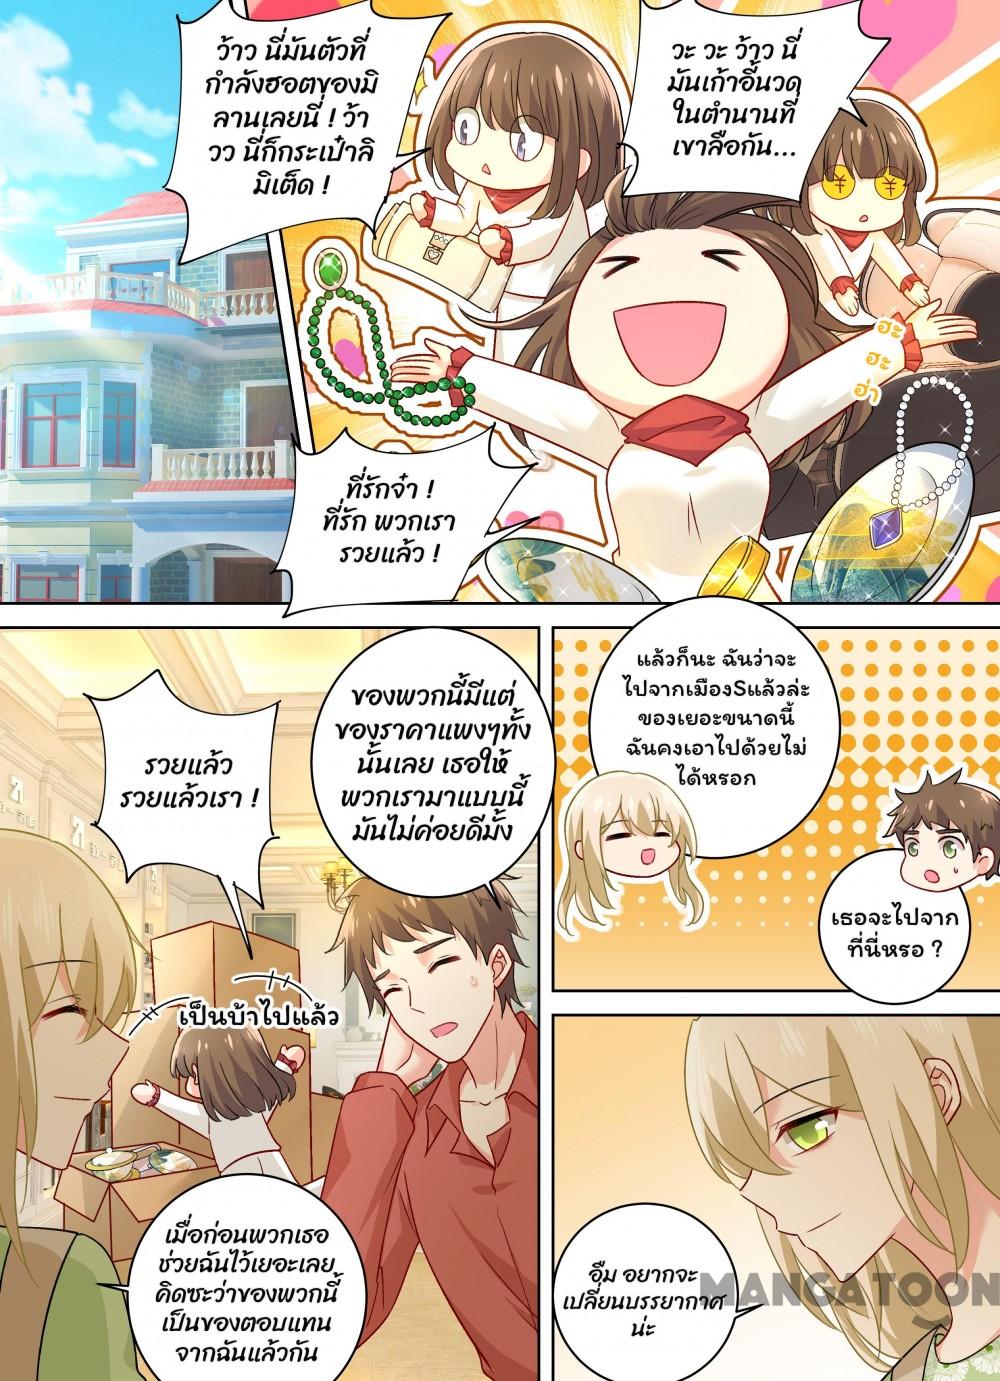 ว้าว นี่มันตัวที่
กำลังฮอตของมิ
ลานเลยนี่ ! ว้า
วว นี่ก็กระเป๋าลิ
มิเต็ด !
วะ วะ ว้าว นี่
มันเก้าอี้นวด
ในตำนานที่
เขาลือกัน...
ฮะ
ฮะ
ฮ่า
ที่รักจ๋า !
ที่รัก พวกเรา
รวยแล้ว !
รวยแล้ว
รวยแล้วเรา !
ของพวกนี้มีแต่
ของราคาแพงๆทั้ง
นั้นเลย เธอให้
พวกเรามาแบบนี้
มันไม่ค่อยดีมั้ง
เป็นบ้าไปแล้ว
เมื่อก่อนพวกเธอ
ช่วยฉันไว้เยอะเลย
คิดซะว่าของพวกนี้
เป็นของตอบแทน
จากฉันแล้วกัน
แล้วก็นะ ฉันว่าจะ
ไปจากเมืองSแล้วล่ะ
ของเยอะขนาดนี้
ฉันคงเอาไปด้วยไม่
ได้หรอก
เธอจะไปจาก
ที่นี่หรอ ?
อืม อยากจะ
เปลี่ยนบรรยากาศ
น่ะ
MANGATOON